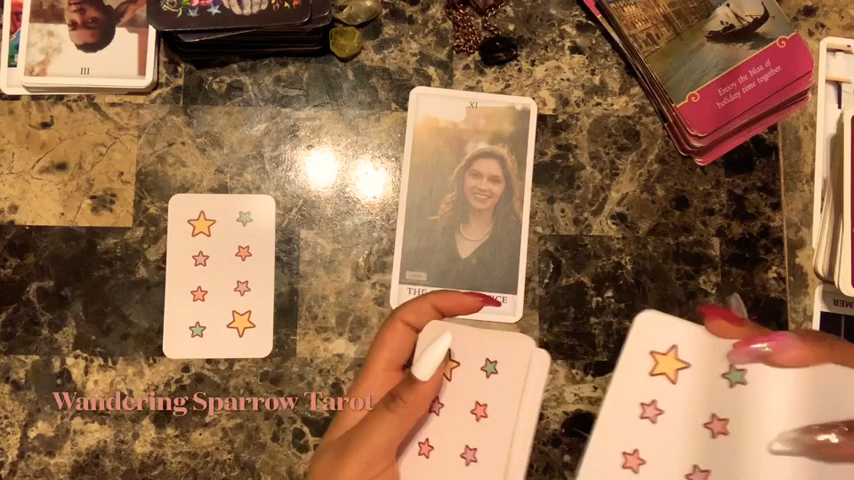 III
Enjoy the bliss of
holiday time together.
XI
Wandering Sparrow Tarot